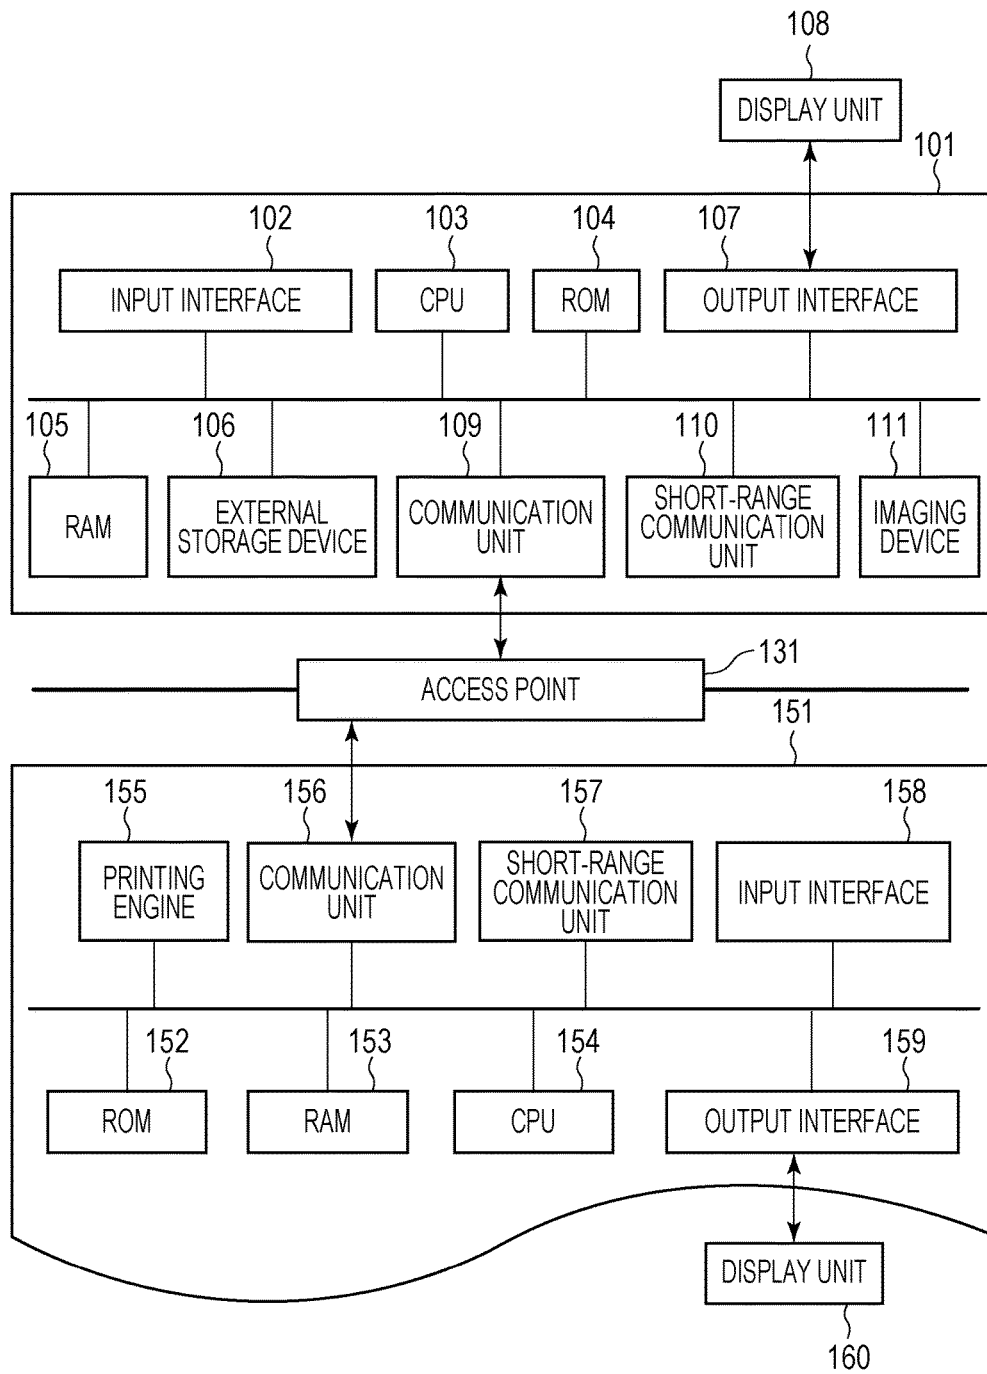 108
DISPLAY UNIT
101
102
103
104
107
INPUT INTERFACE
CPU
ROM
OUTPUT INTERFACE
105
106
109
110
111
RAM
EXTERNAL
STORAGE DEVICE
COMMUNICATION
UNIT
SHORT-RANGE
COMMUNICATION
UNIT
IMAGING
DEVICE
131
ACCESS POINT
151
155
156
157
158
PRINTING
ENGINE
COMMUNICATION
UNIT
SHORT-RANGE
COMMUNICATION
UNIT
INPUT INTERFACE
152
153
154
159
ROM
RAM
CPU
OUTPUT INTERFACE
DISPLAY UNIT
160